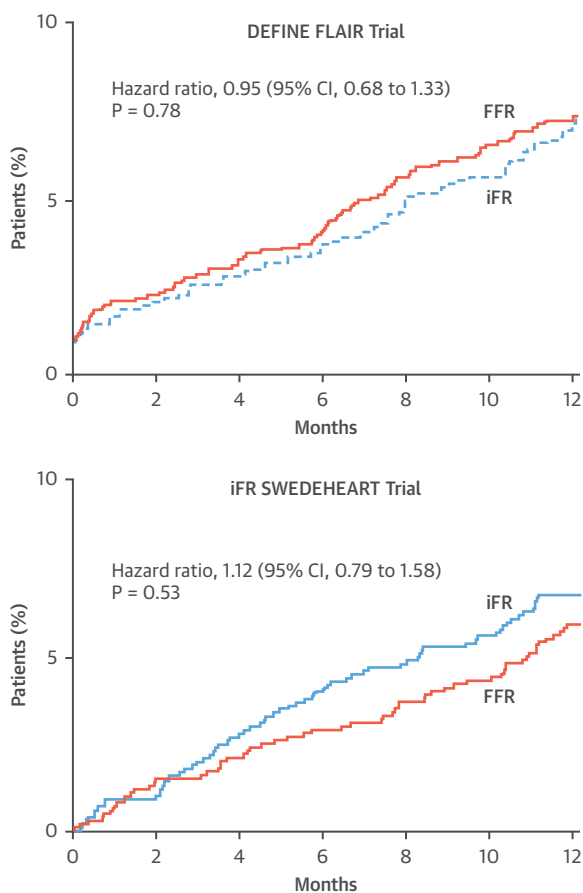 DEFINE FLAIR Trial
10
5
0
Patients (%)
Hazard ratio, 0.95 (95% CI, 0.68 to 1.33)
P = 0.78
FFR
iFR
0 2 4 6 8 10 12
Months
iFR SWEDEHEART Trial
10
5
0
Patients (%)
Hazard ratio, 1.12 (95% CI, 0.79 to 1.58)
P = 0.53
iFR
FFR
0 2 4 6 8 10 12
Months